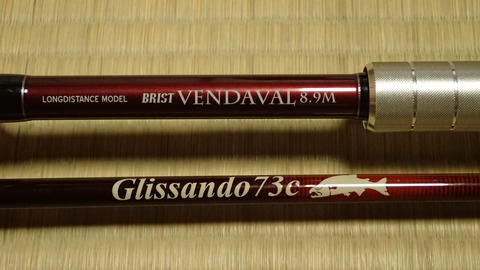 LONGDISTANCE MODEL BRIST VENDAVAL 8.9M
Glissando 73c